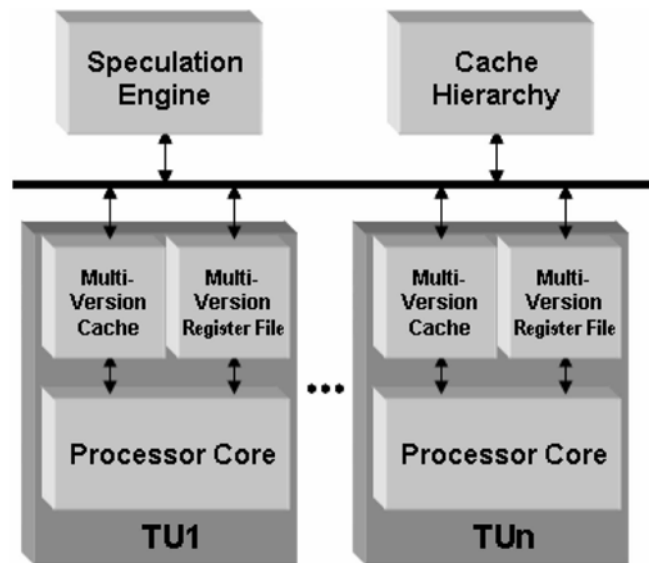 Speculation
Engine
Cache
Hierarchy
Multi-
Version
Cache
Multi-
Version
Register File
Processor Core
TU1
...
Multi-
Version
Cache
Multi-
Version
Register File
Processor Core
TUn